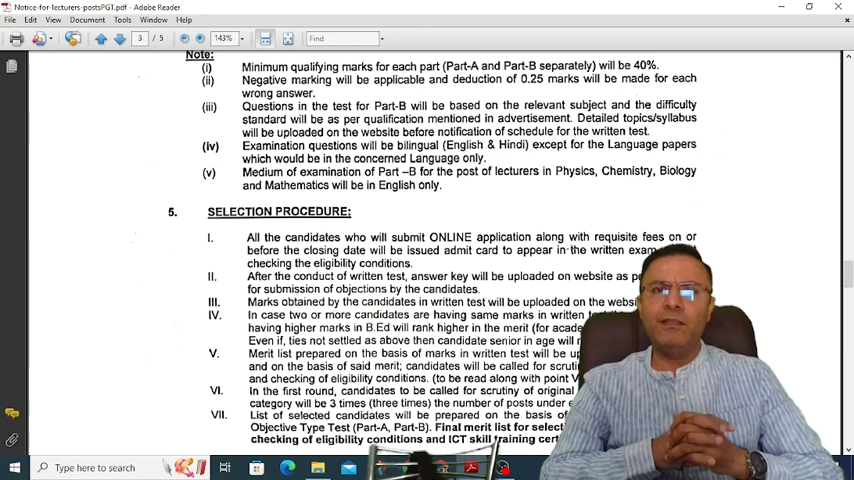 Notice-for-lecturers-postsPGT.pdf - Adobe Reader
File Edit View Document Tools Window Help
3 / 5 143% Find
Note:
(i) Minimum qualifying marks for each part (Part-A and Part-B separately) will be 40%.
(ii) Negative marking will be applicable and deduction of 0.25 marks will be made for each
wrong answer.
(iii) Questions in the test for Part-B will be based on the relevant subject and the difficulty
standard will be as per qualification mentioned in advertisement. Detailed topics/syllabus
will be uploaded on the website before notification of schedule for the written test.
(iv) Examination questions will be bilingual (English & Hindi) except for the Language papers
which would be in the concerned Language only.
(v) Medium of examination of Part –B for the post of lecturers in Physics, Chemistry, Biology
and Mathematics will be in English only.
5. SELECTION PROCEDURE:
I. All the candidates who will submit ONLINE application along with requisite fees on or
before the closing date will be issued admit card to appear in the written exam
checking the eligibility conditions.
II. After the conduct of written test, answer key will be uploaded on website as pe
for submission of objections by the candidates.
III. Marks obtained by the candidates in written test will be uploaded on the webs
IV. In case two or more candidates are having same marks in written
having higher marks in B.Ed will rank higher in the merit (for acade
Even if, ties not settled as above then candidate senior in age will
V. Merit list prepared on the basis of marks in written test will be up
and on the basis of said merit; candidates will be called for scruti
and checking of eligibility conditions. (to be read along with point V
VI. In the first round, candidates to be called for scrutiny of original
category will be 3 times (three times) the number of posts under
VII. List of selected candidates will be prepared on the basis of
Objective Type Test (Part-A, Part-B). Final merit list for selec
checking of eligibility conditions and ICT skill training cert
Type here to search